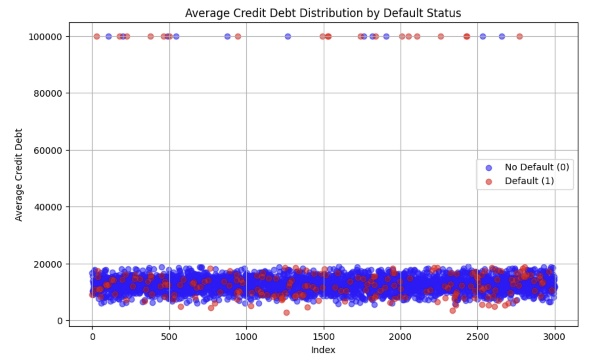 Average Credit Debt Distribution by Default Status
100000
80000
60000
40000
20000
0
Average Credit Debt
No Default (0)
Default (1)
0 500 1000 1500 2000 2500 3000
Index